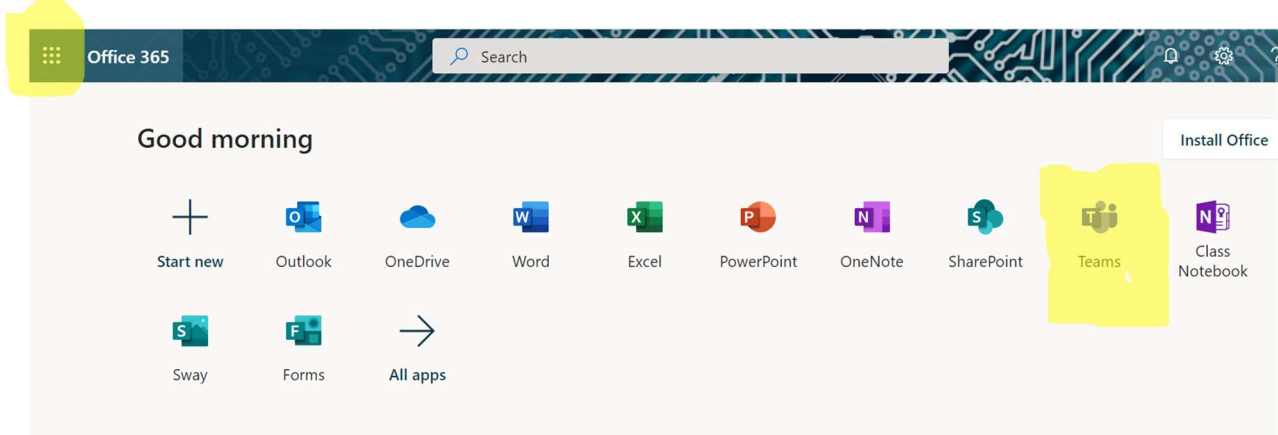 Office 365
Search
Good morning
Install Office
Start new
Outlook
OneDrive
Word
Excel
PowerPoint
OneNote
SharePoint
Teams
Class
Notebook
Sway
Forms
All apps